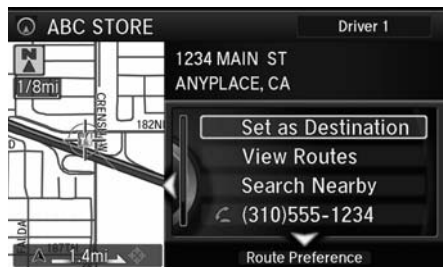 ABC STORE
Driver 1
N
1/8mi
1234 MAIN ST
ANYPLACE, CA
CRENSHAW
182N
Set as Destination
View Routes
Search Nearby
(310)555-1234
1.4mi
Route Preference